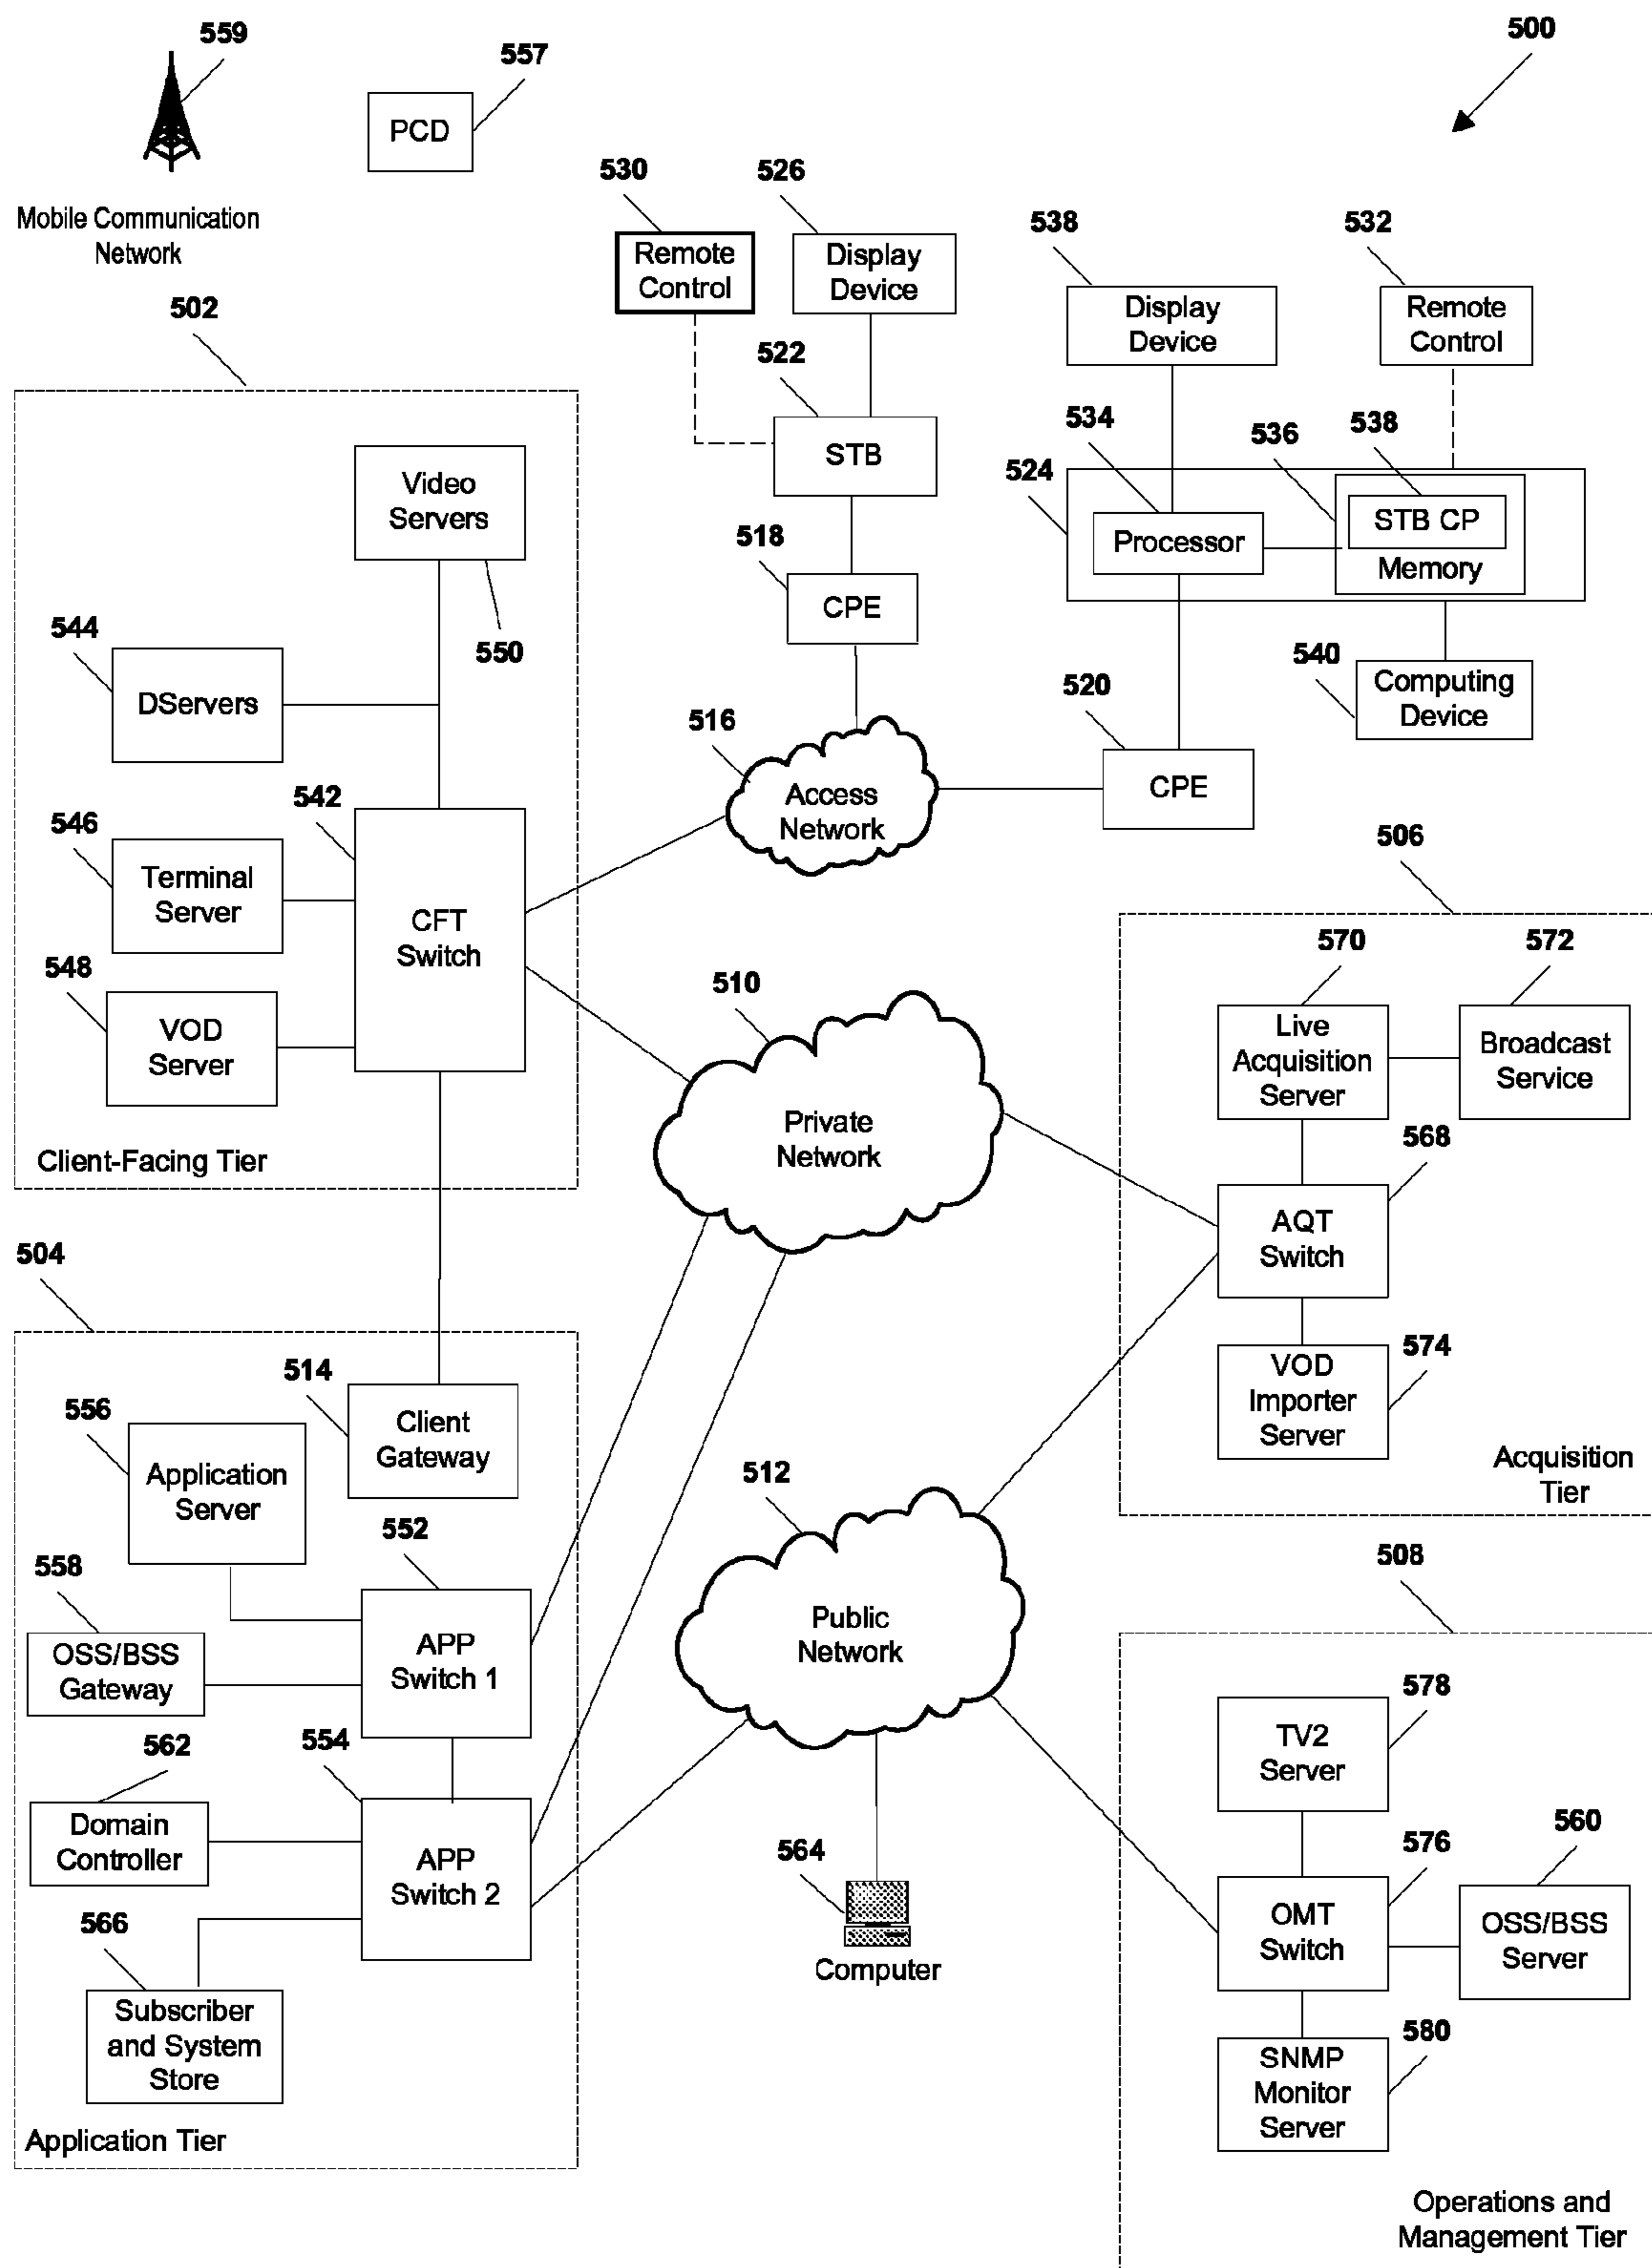 559
557
500
PCD
Mobile Communication
Network
530
526
538
532
Remote
Control
Display
Device
Display
Device
Remote
Control
502
522
STB
534
536
538
524
Processor
STB CP
Memory
518
CPE
540
Computing
Device
520
CPE
516
Access
Network
Video
Servers
550
544
DServers
542
546
Terminal
Server
CFT
Switch
548
VOD
Server
Client-Facing Tier
510
Private
Network
506
570
572
Live
Acquisition
Server
Broadcast
Service
568
AQT
Switch
574
VOD
Importer
Server
Acquisition
Tier
504
514
Client
Gateway
556
Application
Server
552
558
OSS/BSS
Gateway
APP
Switch 1
562
554
Domain
Controller
APP
Switch 2
566
Subscriber
and System
Store
Application Tier
512
Public
Network
564
Computer
508
578
TV2
Server
576
560
OMT
Switch
OSS/BSS
Server
580
SNMP
Monitor
Server
Operations and
Management Tier